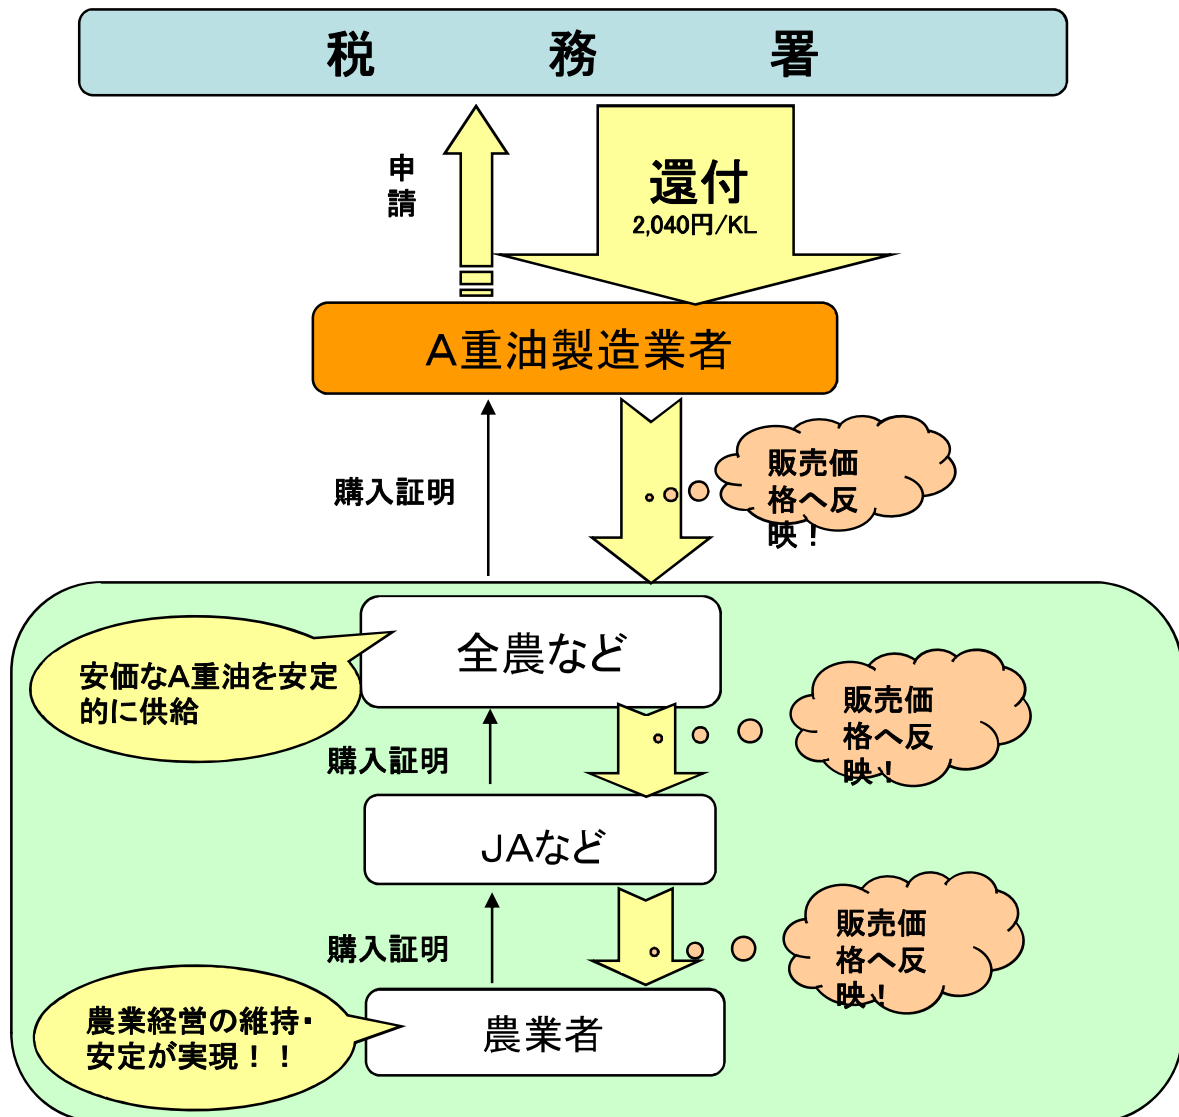 税　務　署
申
請
還付
2,040円/KL
A重油製造業者
購入証明
販売価
格へ反
映！
全農など
安価なA重油を安定
的に供給
購入証明
販売価
格へ反
映！
JAなど
購入証明
販売価
格へ反
映！
農業経営の維持・
安定が実現！！
農業者